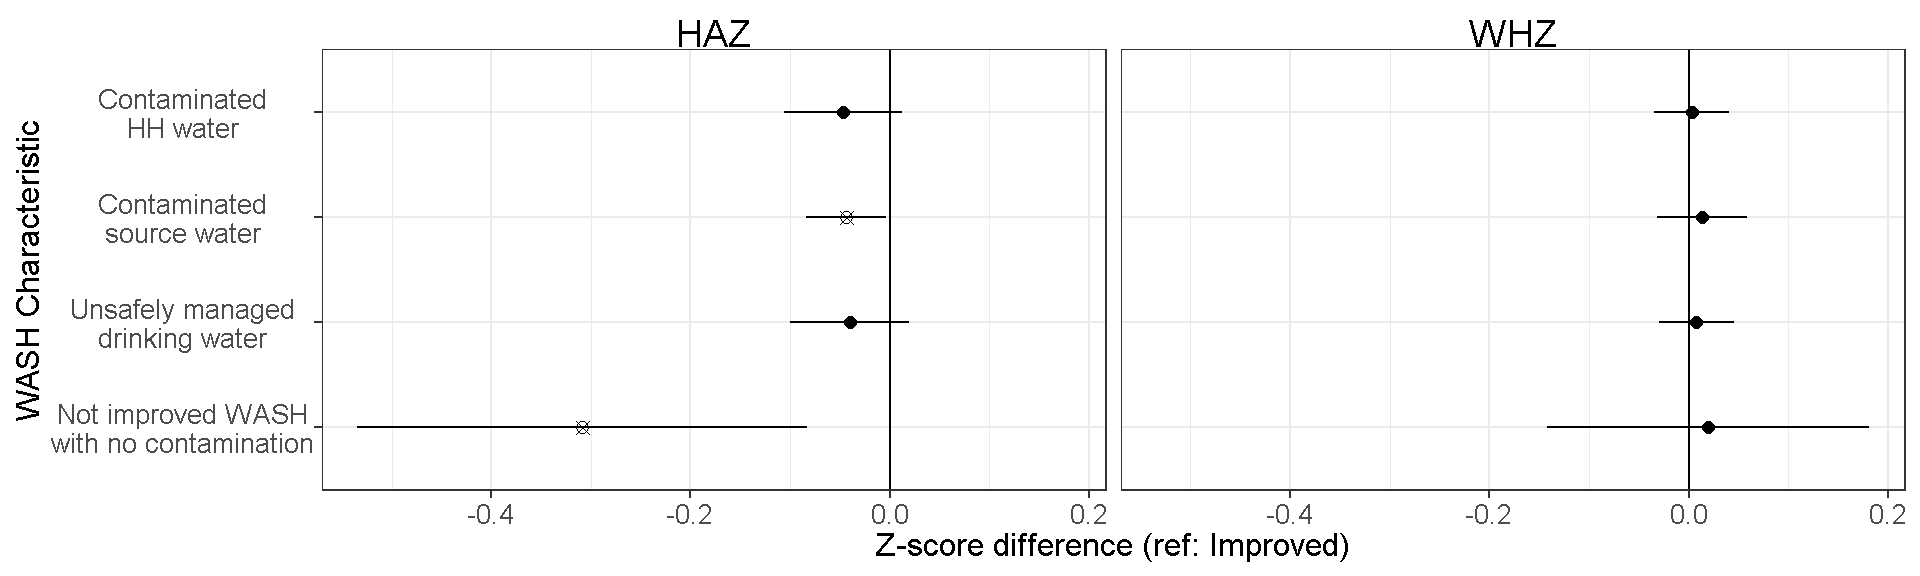 HAZ
WHZ
WASH Characteristic
Contaminated
HH water
Contaminated
source water
Unsafely managed
drinking water
Not improved WASH
with no contamination
-0.4
-0.2
0.0
0.2
-0.4
-0.2
0.0
0.2
Z-score difference (ref: Improved)